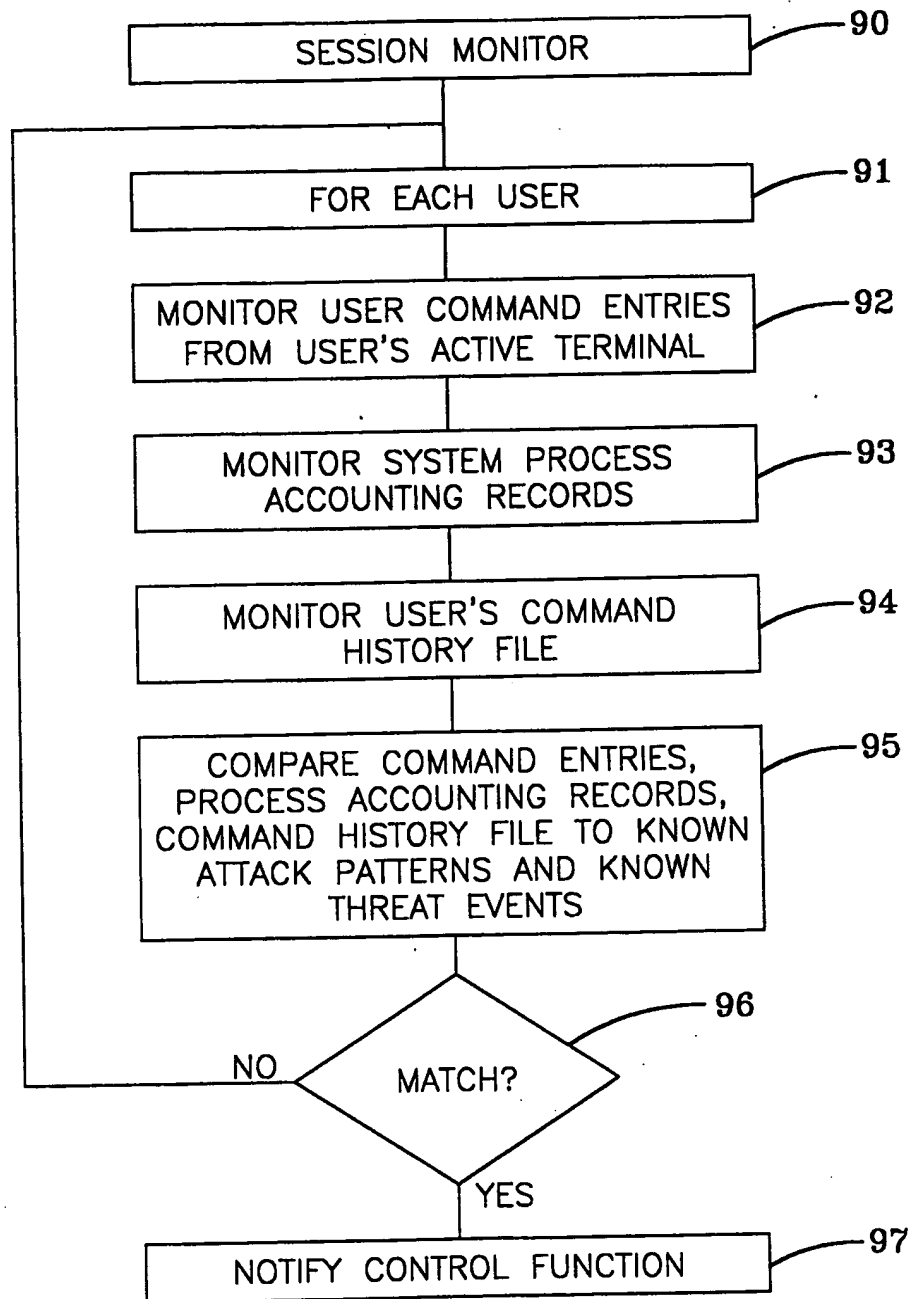 SESSION MONITOR
90
FOR EACH USER
91
MONITOR USER COMMAND ENTRIES
FROM USER'S ACTIVE TERMINAL
92
MONITOR SYSTEM PROCESS
ACCOUNTING RECORDS
93
MONITOR USER'S COMMAND
HISTORY FILE
94
COMPARE COMMAND ENTRIES,
PROCESS ACCOUNTING RECORDS,
COMMAND HISTORY FILE TO KNOWN
ATTACK PATTERNS AND KNOWN
THREAT EVENTS
95
MATCH?
96
NO
YES
NOTIFY CONTROL FUNCTION
97